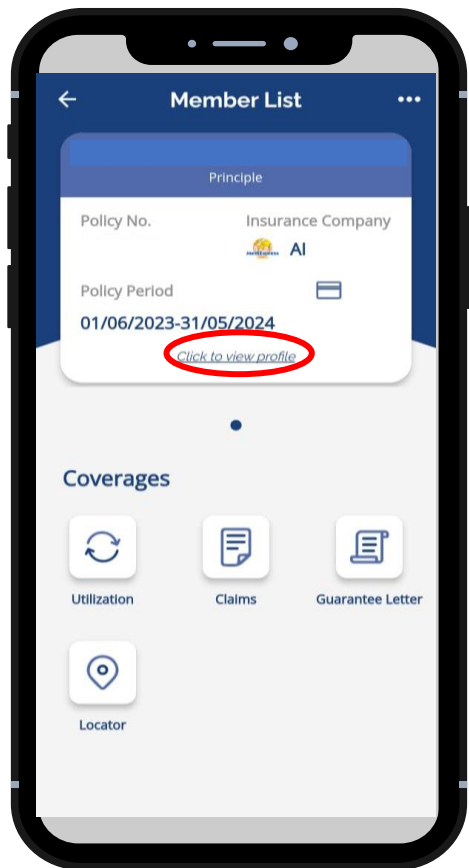 Member List
Principle
Policy No. Insurance Company
AI
Policy Period
01/06/2023-31/05/2024
Click to view profile
Coverages
Utilization Claims Guarantee Letter
Locator